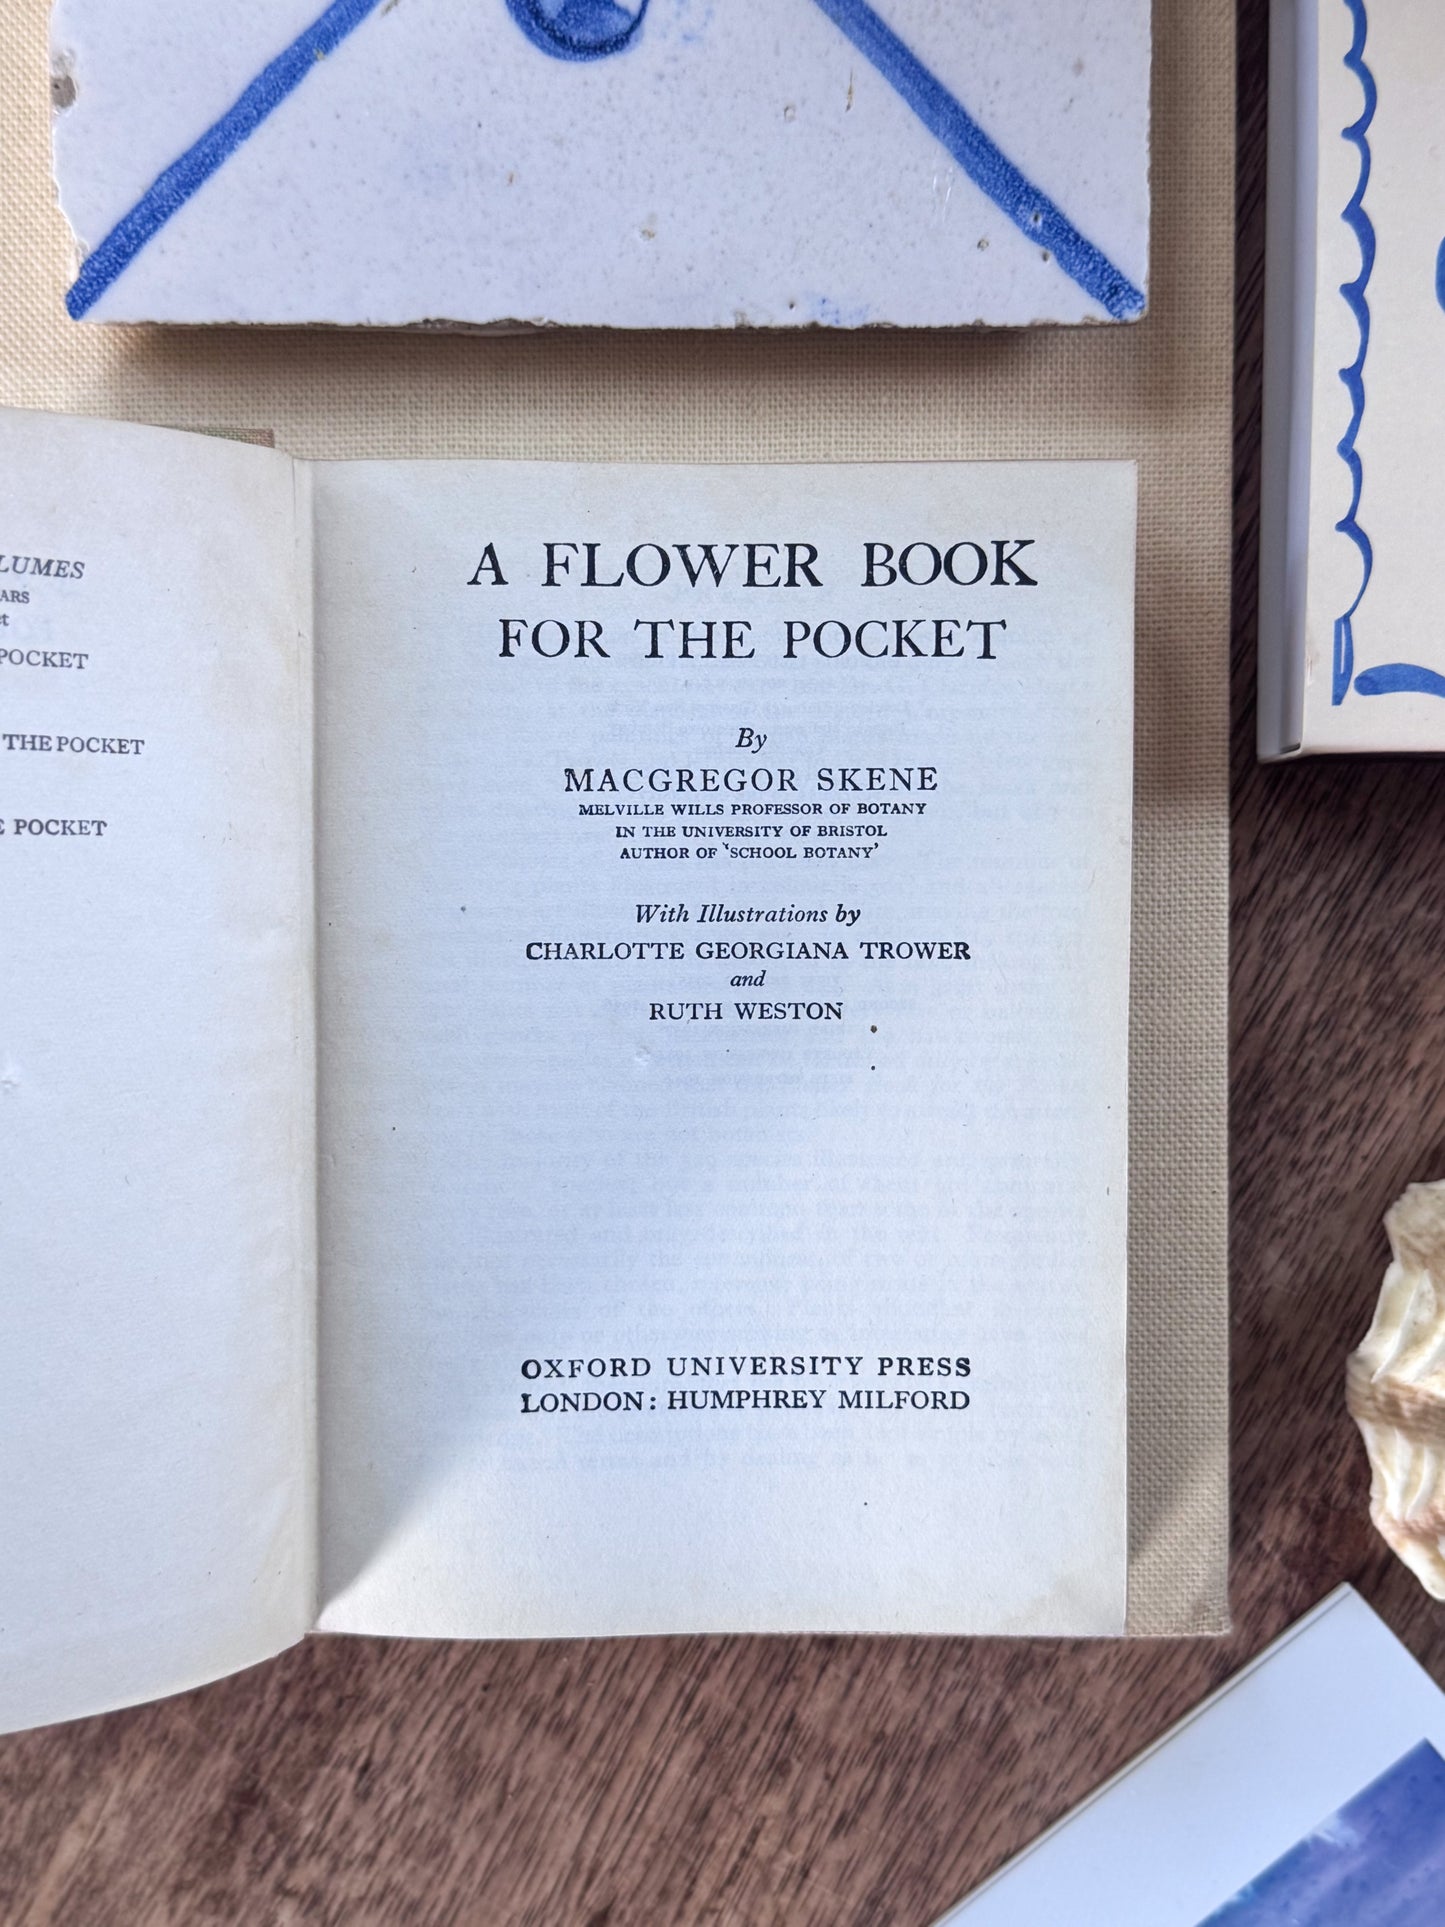 POCKET
THE POCKET
POCKET
A FLOWER BOOK
FOR THE POCKET
By
MACGREGOR SKENE
MELVILLE WILLS PROFESSOR OF BOTANY
IN THE UNIVERSITY OF BRISTOL
AUTHOR OF 'SCHOOL BOTANY'
With Illustrations by
CHARLOTTE GEORGIANA TROWER
and
RUTH WESTON
OXFORD UNIVERSITY PRESS
LONDON: HUMPHREY MILFORD